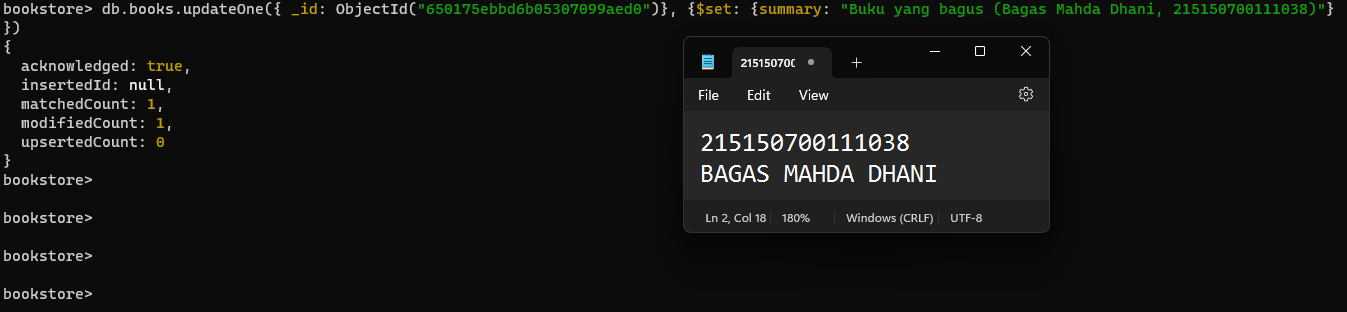 bookstore> db.books.updateOne({ _id: ObjectId("650175ebbd6b05307099aed0")}, {$set: {summary: "Buku yang bagus (Bagas Mahda Dhani, 215150700111038)"}
})
{
  acknowledged: true,
  insertedId: null,
  matchedCount: 1,
  modifiedCount: 1,
  upsertedCount: 0
}
bookstore>
bookstore>
bookstore>
bookstore>
21515070(
File Edit View
215150700111038
BAGAS MAHDA DHANI
Ln 2, Col 18 180% Windows (CRLF) UTF-8